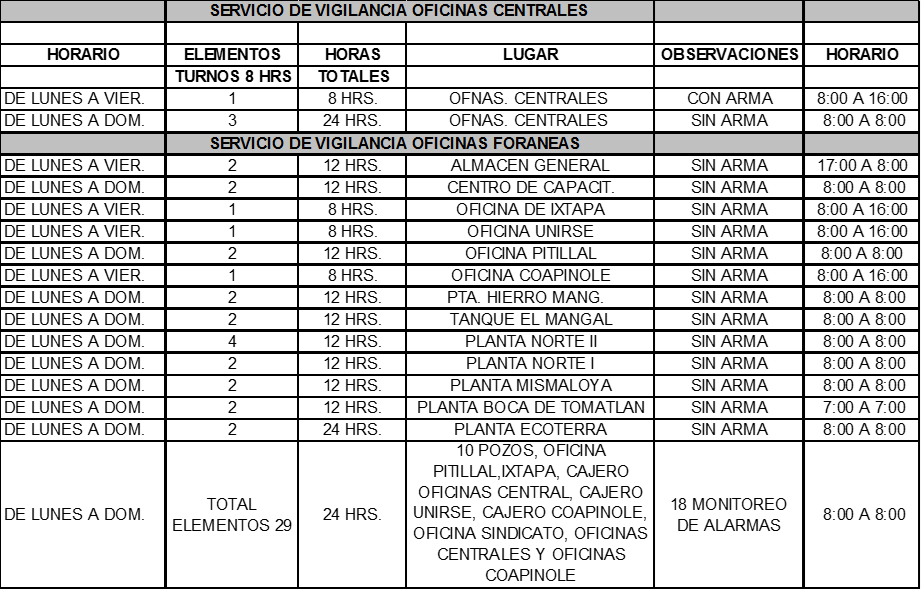 SERVICIO DE VIGILANCIA OFICINAS CENTRALES
HORARIO ELEMENTOS HORAS LUGAR OBSERVACIONES HORARIO
TURNOS 8 HRS TOTALES
DE LUNES A VIER. 1 8 HRS. OFNAS. CENTRALES CON ARMA 8:00 A 16:00
DE LUNES A DOM. 3 24 HRS. OFNAS. CENTRALES SIN ARMA 8:00 A 8:00
SERVICIO DE VIGILANCIA OFICINAS FORANEAS
DE LUNES A VIER. 2 12 HRS. ALMACEN GENERAL SIN ARMA 17:00 A 8:00
DE LUNES A DOM. 2 12 HRS. CENTRO DE CAPACIT. SIN ARMA 8:00 A 8:00
DE LUNES A VIER. 1 8 HRS. OFICINA DE IXTAPA SIN ARMA 8:00 A 16:00
DE LUNES A VIER. 1 8 HRS. OFICINA UNIRSE SIN ARMA 8:00 A 16:00
DE LUNES A DOM. 2 12 HRS. OFICINA PITILLAL SIN ARMA 8:00 A 8:00
DE LUNES A VIER. 1 8 HRS. OFICINA COAPINOLE SIN ARMA 8:00 A 16:00
DE LUNES A DOM. 2 12 HRS. PTA. HIERRO MANG. SIN ARMA 8:00 A 8:00
DE LUNES A DOM. 2 12 HRS. TANQUE EL MANGAL SIN ARMA 8:00 A 8:00
DE LUNES A DOM. 4 12 HRS. PLANTA NORTE II SIN ARMA 8:00 A 8:00
DE LUNES A DOM. 2 12 HRS. PLANTA NORTE I SIN ARMA 8:00 A 8:00
DE LUNES A DOM. 2 12 HRS. PLANTA MISMALOYA SIN ARMA 8:00 A 8:00
DE LUNES A DOM. 2 12 HRS. PLANTA BOCA DE TOMATLAN SIN ARMA 7:00 A 7:00
DE LUNES A DOM. 2 24 HRS. PLANTA ECOTERRA SIN ARMA 8:00 A 8:00
DE LUNES A DOM.
TOTAL
ELEMENTOS 29
24 HRS.
10 POZOS, OFICINA
PITILLAL,IXTAPA, CAJERO
OFICINAS CENTRAL, CAJERO
UNIRSE, CAJERO COAPINOLE,
OFICINA SINDICATO, OFICINAS
CENTRALES Y OFICINAS
COAPINOLE
18 MONITOREO
DE ALARMAS
8:00 A 8:00